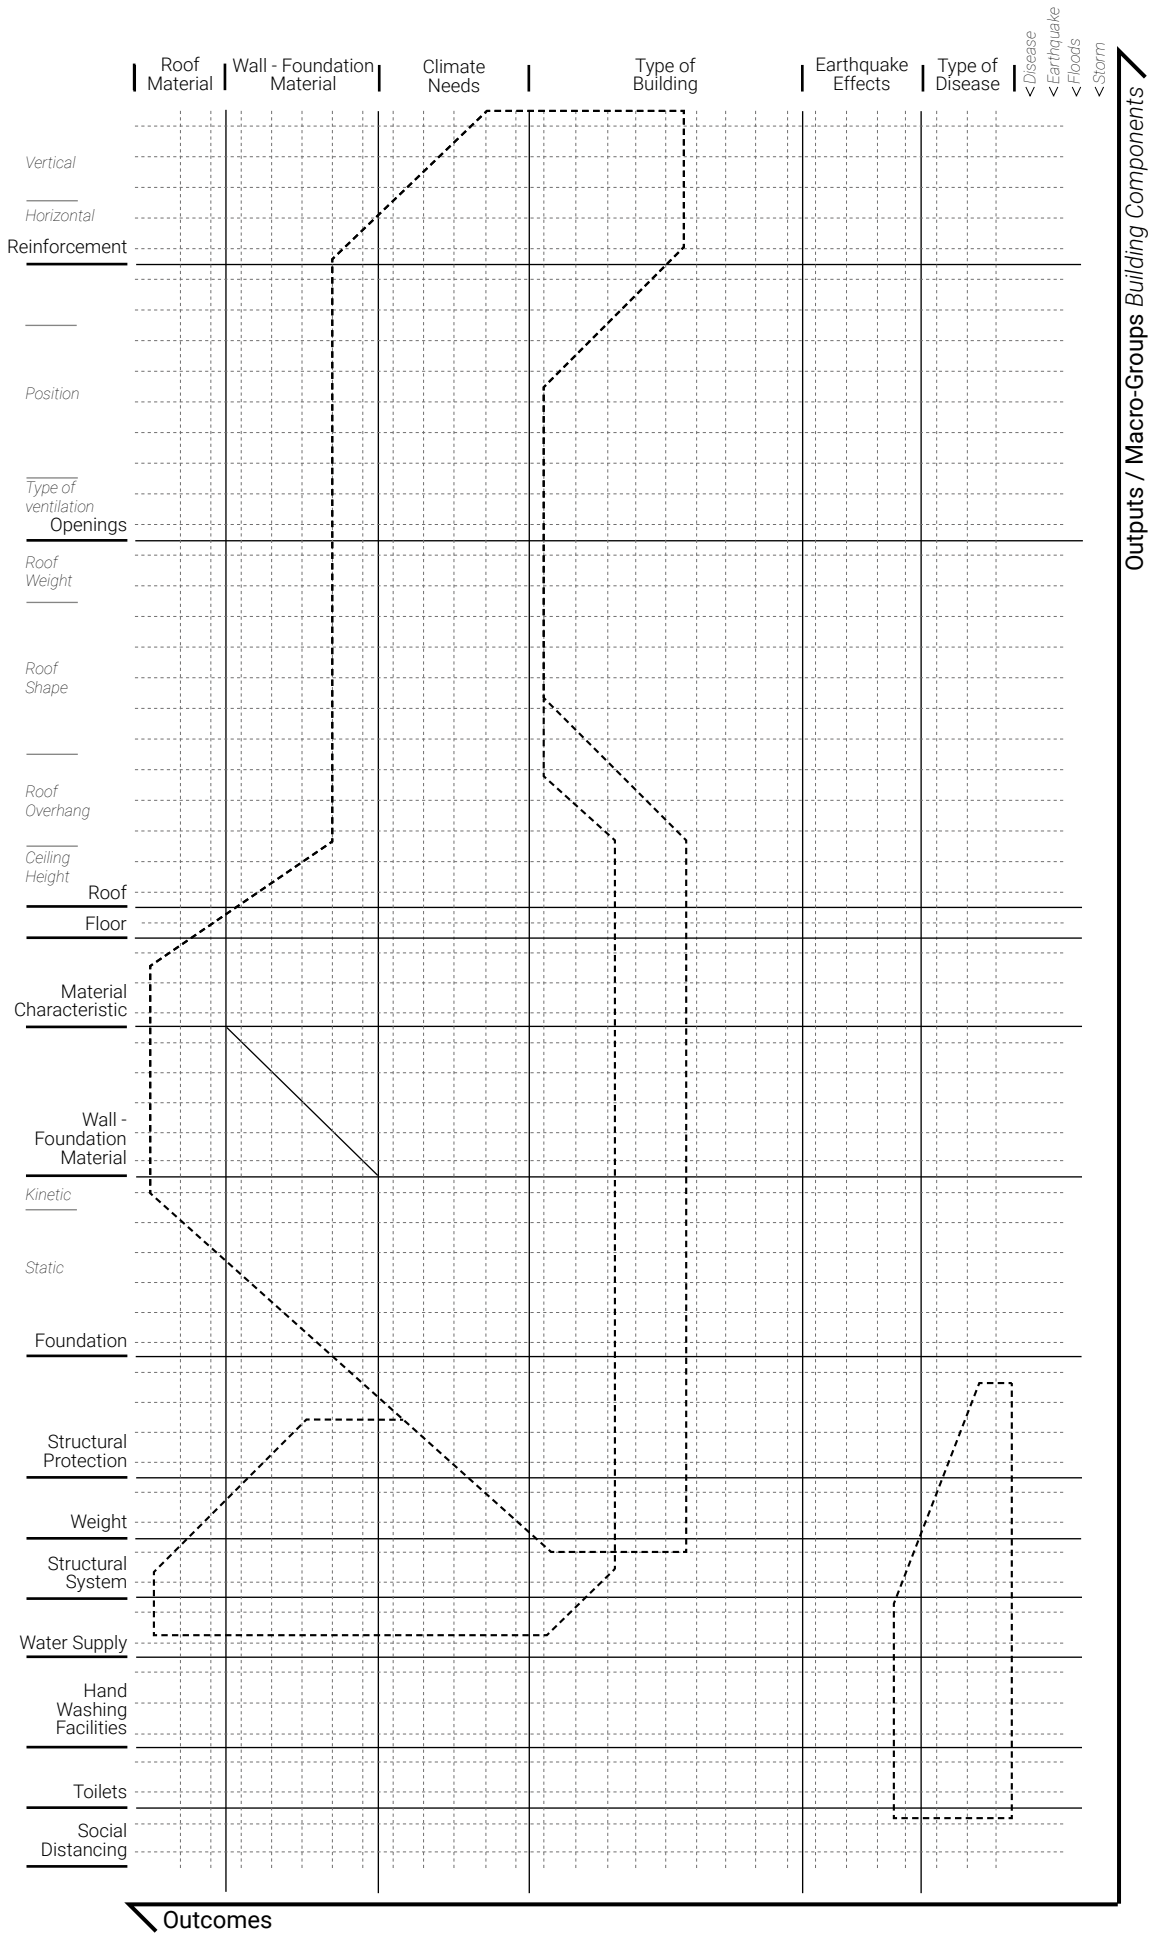 Roof
Material
Wall - Foundation
Material
Climate
Needs
Type of
Building
Earthquake
Effects
Type of
Disease
< Disease
< Earthquake
< Floods
< Storm
Outputs / Macro-Groups Building Components
Vertical
Horizontal
Reinforcement
Position
Type of
ventilation
Openings
Roof
Weight
Roof
Shape
Roof
Overhang
Ceiling
Height
Roof
Floor
Material
Characteristic
Wall -
Foundation
Material
Kinetic
Static
Foundation
Structural
Protection
Weight
Structural
System
Water Supply
Hand
Washing
Facilities
Toilets
Social
Distancing
Outcomes